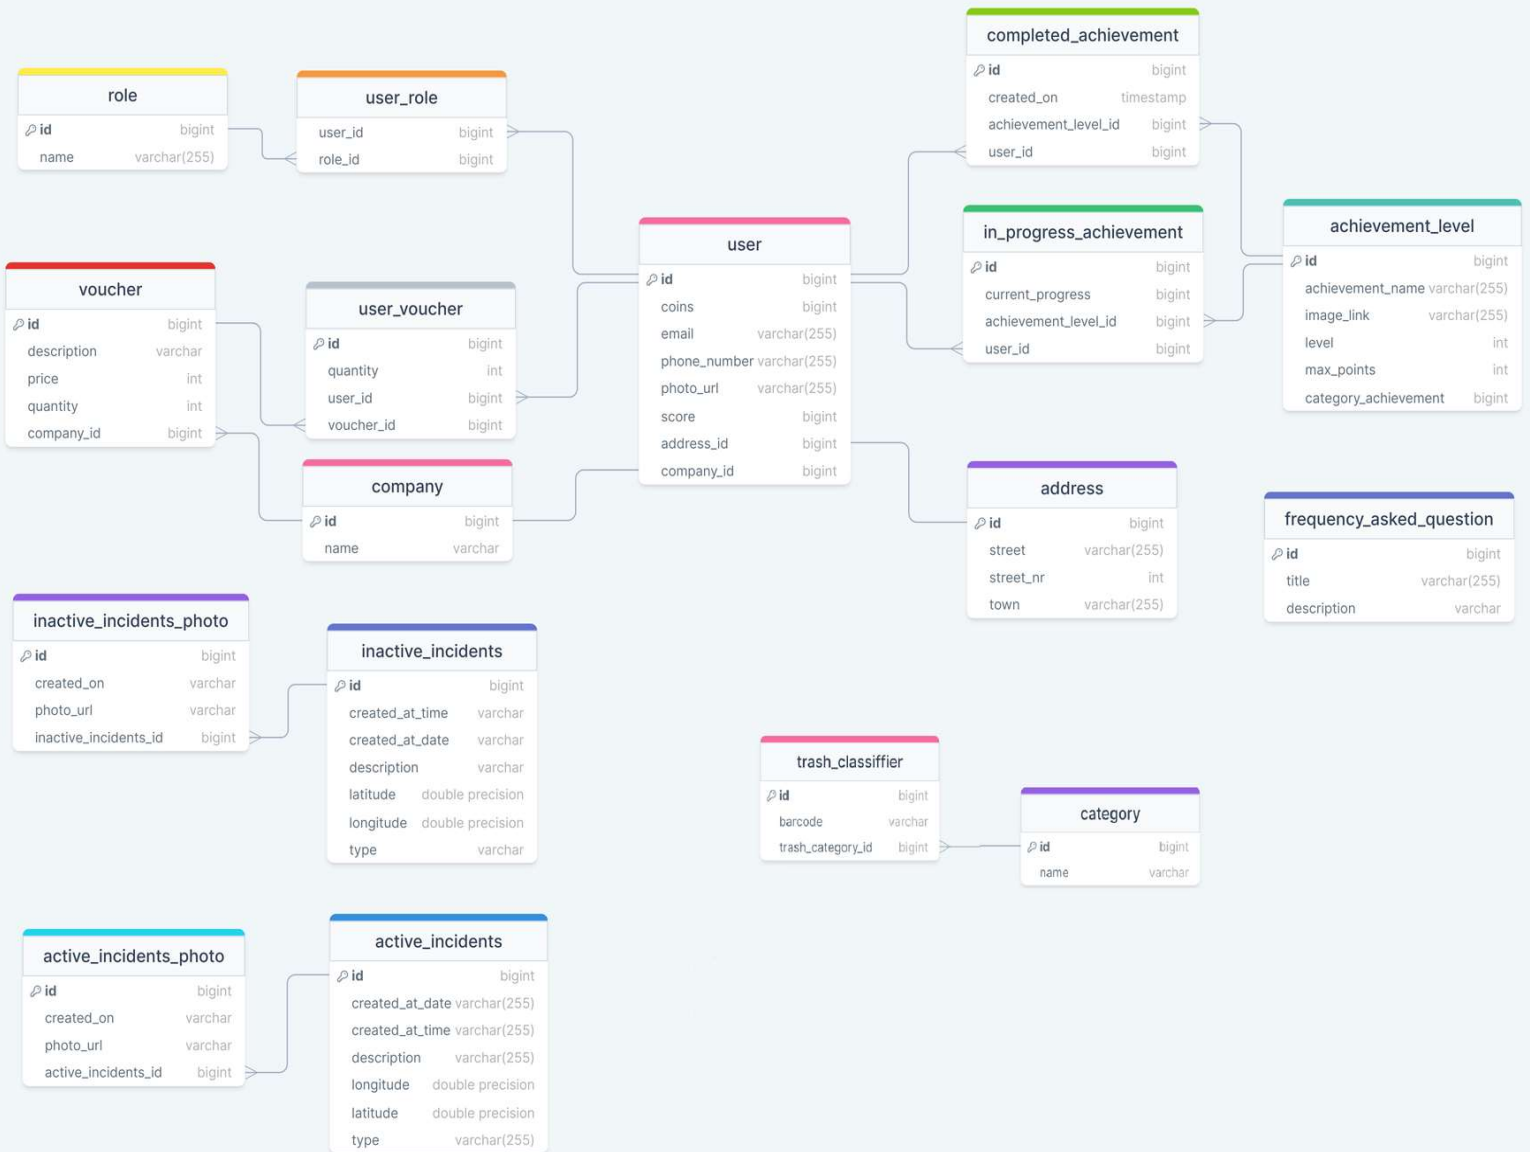 role
id bigint
name varchar(255)
user_role
user_id bigint
role_id bigint
completed_achievement
id bigint
created_on timestamp
achievement_level_id bigint
user_id bigint
voucher
id bigint
description varchar
price int
quantity int
company_id bigint
user_voucher
id bigint
quantity int
user_id bigint
voucher_id bigint
user
id bigint
coins bigint
email varchar(255)
phone_number varchar(255)
photo_url varchar(255)
score bigint
address_id bigint
company_id bigint
in_progress_achievement
id bigint
current_progress bigint
achievement_level_id bigint
user_id bigint
achievement_level
id bigint
achievement_name varchar(255)
image_link varchar(255)
level int
max_points int
category_achievement bigint
company
id bigint
name varchar
address
id bigint
street varchar(255)
street_nr int
town varchar(255)
frequency_asked_question
id bigint
title varchar(255)
description varchar
inactive_incidents_photo
id bigint
created_on varchar
photo_url varchar
inactive_incidents_id bigint
inactive_incidents
id bigint
created_at_time varchar
created_at_date varchar
description varchar
latitude double precision
longitude double precision
type varchar
trash_classiffier
id bigint
barcode varchar
trash_category_id bigint
category
id bigint
name varchar
active_incidents_photo
id bigint
created_on varchar
photo_url varchar
active_incidents_id bigint
active_incidents
id bigint
created_at_date varchar(255)
created_at_time varchar(255)
description varchar(255)
longitude double precision
latitude double precision
type varchar(255)